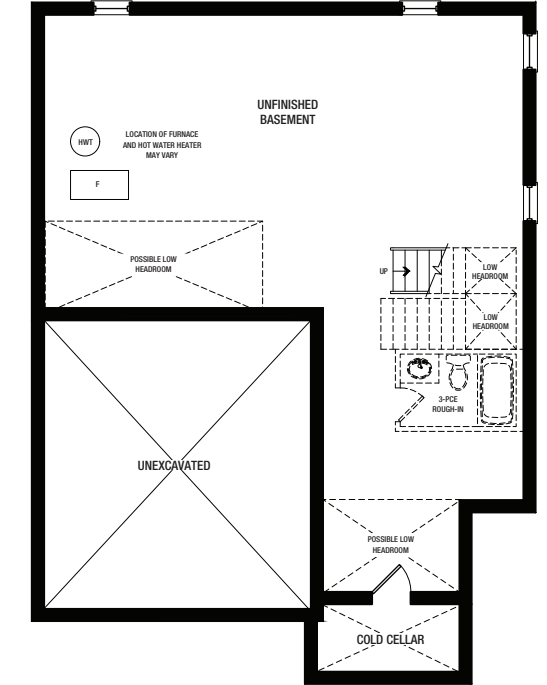 UNFINISHED
BASEMENT
LOCATION OF FURNACE
AND HOT WATER HEATER
MAY VARY
HWT
F
POSSIBLE LOW
HEADROOM
UP
LOW
HEADROOM
LOW
HEADROOM
3-PCE
ROUGH-IN
UNEXCAVATED
POSSIBLE LOW
HEADROOM
COLD CELLAR